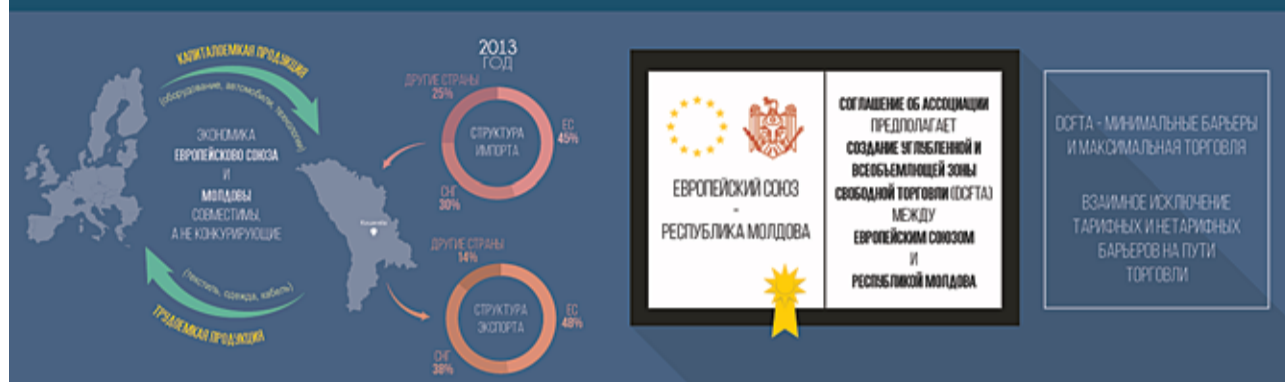 КАПИТАЛОЕМКАЯ ПРОДУКЦИЯ
(оборудование, автомобили, технологии)
ЭКОНОМИКА
ЕВРОПЕЙСКОВО СОЮЗА
И
МОЛДОВЫ
СОВМЕСТИМЫ,
А НЕ КОНКУРИРУЮЩИЕ
(текстиль, одежда, кабель)
ТРУДОЕМКАЯ ПРОДУКЦИЯ
2013
ГОД
ДРУГИЕ СТРАНЫ
25%
СТРУКТУРА
ИМПОРТА
ЕС
45%
СНГ
30%
ДРУГИЕ СТРАНЫ
14%
СТРУКТУРА
ЭКСПОРТА
ЕС
48%
СНГ
38%
ЕВРОПЕЙСКИЙ СОЮЗ
-
РЕСПУБЛИКА МОЛДОВА
СОГЛАШЕНИЕ ОБ АССОЦИАЦИИ
ПРЕДПОЛАГАЕТ
СОЗДАНИЕ УГЛУБЛЕННОЙ И
ВСЕОБЪЕМЛЮЩЕЙ ЗОНЫ
СВОБОДНОЙ ТОРГОВЛИ (DCFTA)
МЕЖДУ
ЕВРОПЕЙСКИМ СОЮЗОМ
И
РЕСПУБЛИКОЙ МОЛДОВА
DCFTA - МИНИМАЛЬНЫЕ БАРЬЕРЫ
И МАКСИМАЛЬНАЯ ТОРГОВЛЯ
ВЗАИМНОЕ ИСКЛЮЧЕНИЕ
ТАРИФНЫХ И НЕТАРИФНЫХ
БАРЬЕРОВ НА ПУТИ
ТОРГОВЛИ